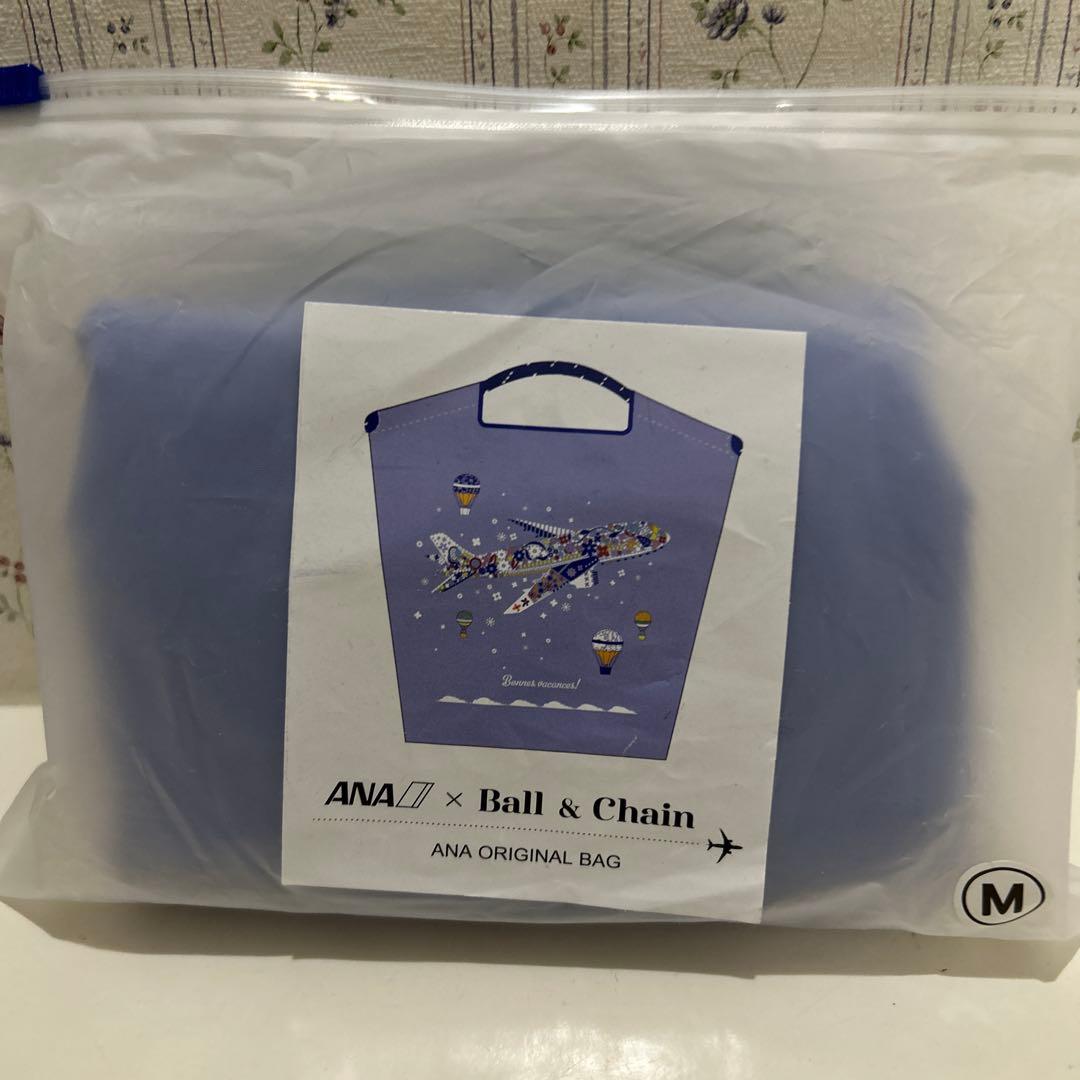 Bonnes vacances!
ANA × Ball & Chain
ANA ORIGINAL BAG
M